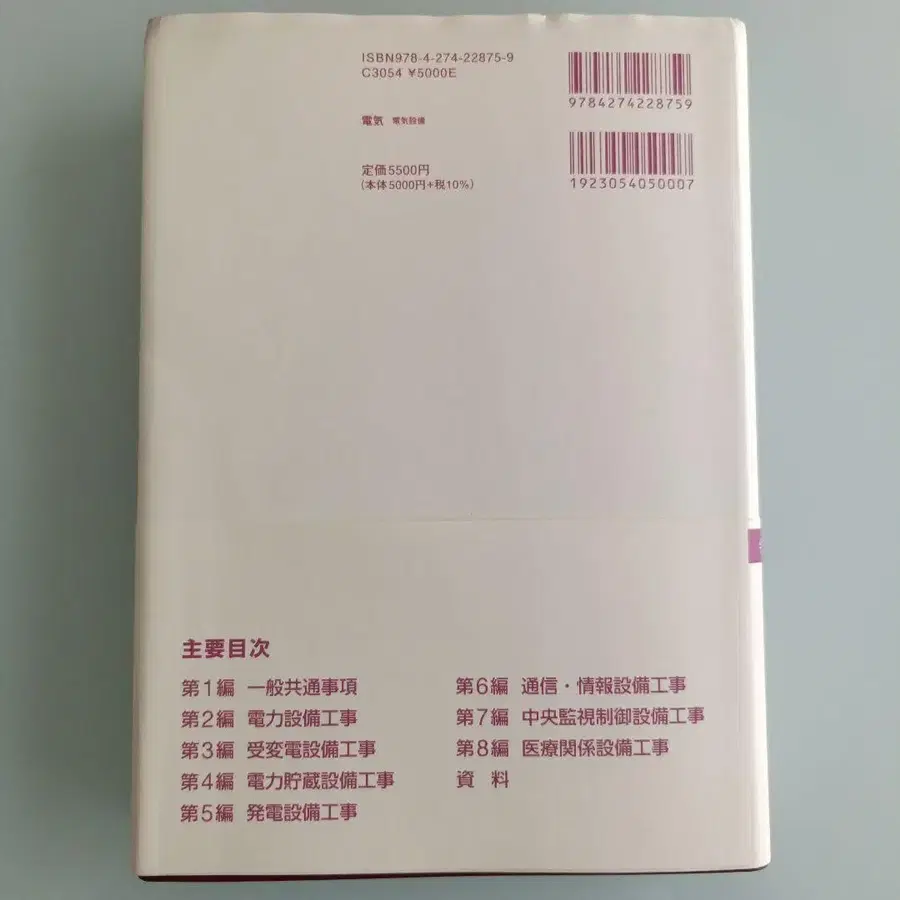 ISBN978-4-274-22875-9
C3054 ¥5000E
9784274228759
電気 電気設備
定価5500円
(本体5000円+税10%)
1923054050007
主要目次
第1編 一般共通事項
第2編 電力設備工事
第3編 受変電設備工事
第4編 電力貯蔵設備工事
第5編 発電設備工事
第6編 通信・情報設備工事
第7編 中央監視制御設備工事
第8編 医療関係設備工事
資 料